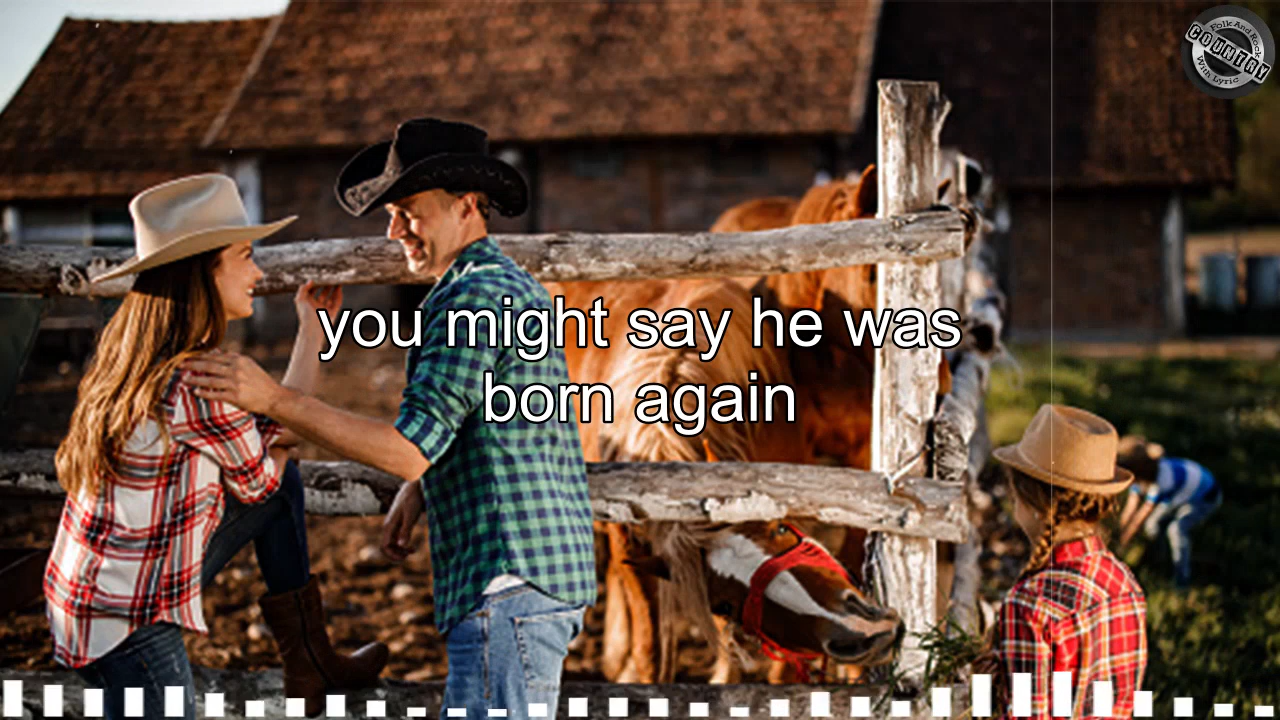 Folk And Rock
COUNTRY
With Lyric
you might say he was
born again